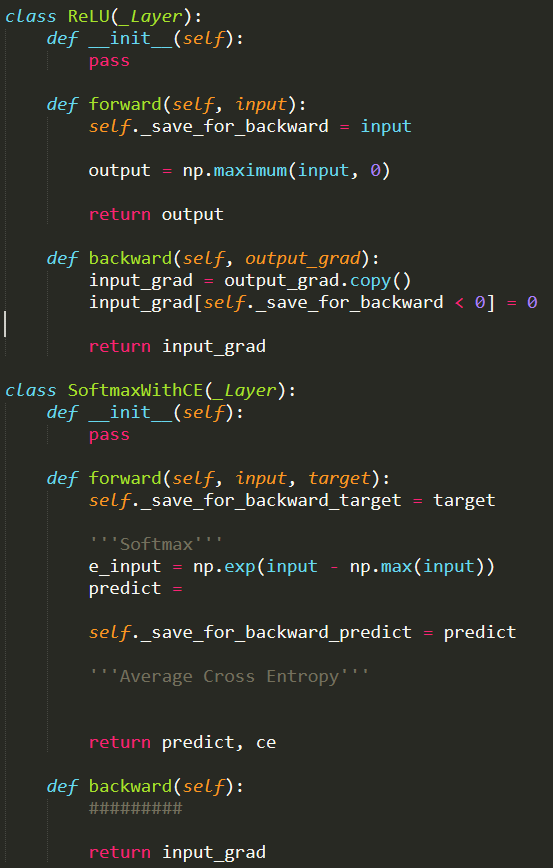 class ReLU(_Layer):
    def __init__(self):
        pass

    def forward(self, input):
        self._save_for_backward = input

        output = np.maximum(input, 0)

        return output

    def backward(self, output_grad):
        input_grad = output_grad.copy()
        input_grad[self._save_for_backward < 0] = 0

        return input_grad

class SoftmaxWithCE(_Layer):
    def __init__(self):
        pass

    def forward(self, input, target):
        self._save_for_backward_target = target

        '''Softmax'''
        e_input = np.exp(input - np.max(input))
        predict =

        self._save_for_backward_predict = predict

        '''Average Cross Entropy'''


        return predict, ce

    def backward(self):
        #########

        return input_grad